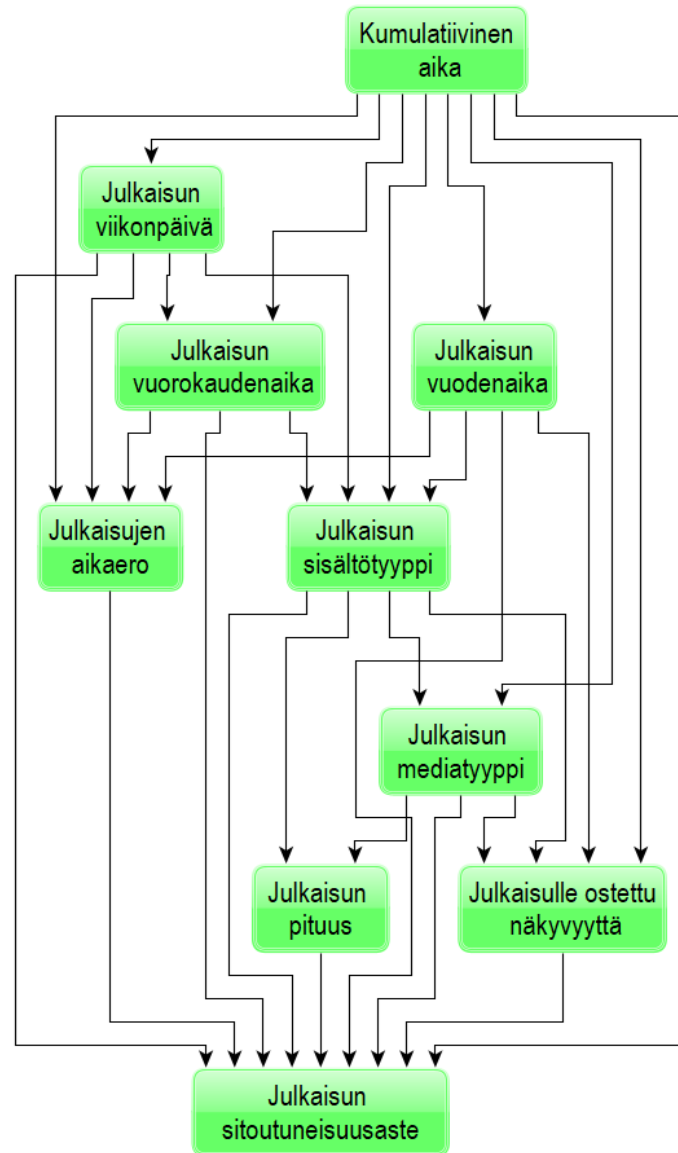 Kumulatiivinen
aika
Julkaisun
viikonpäivä
Julkaisun
vuorokaudenaika
Julkaisun
vuodenaika
Julkaisujen
aikaero
Julkaisun
sisältötyyppi
Julkaisun
mediatyyppi
Julkaisun
pituus
Julkaisulle ostettu
näkyvyyttä
Julkaisun
sitoutuneisuusaste